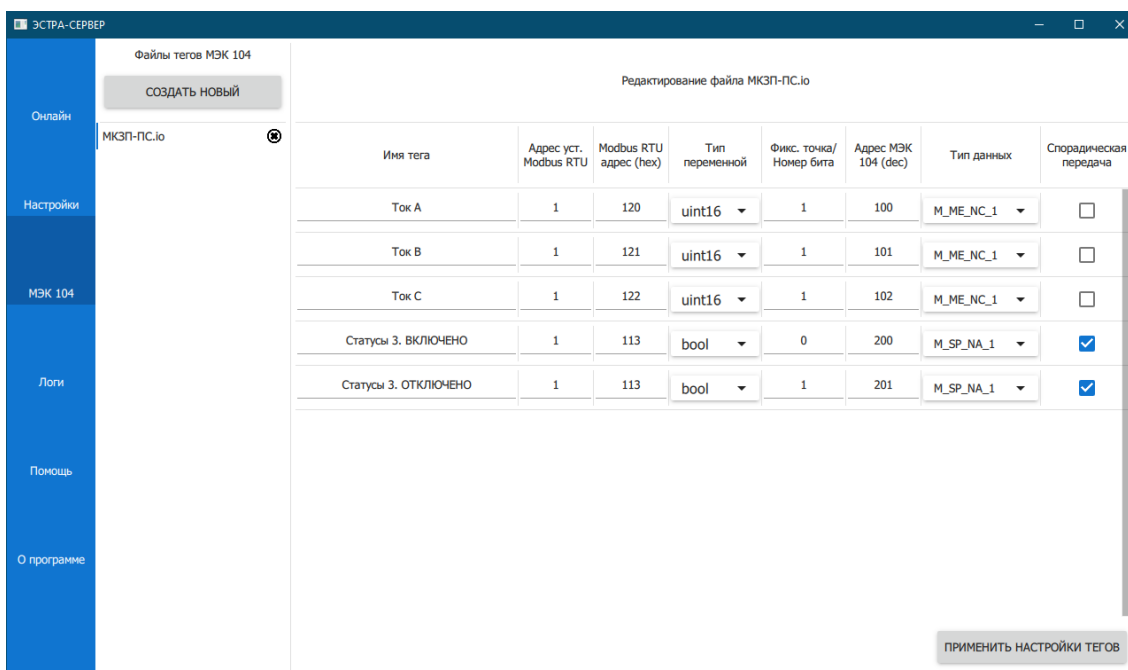 ЭСТРА-СЕРВЕР
Онлайн
Настройки
МЭК 104
Логи
Помощь
О программе
Файлы тегов МЭК 104
СОЗДАТЬ НОВЫЙ
МКЗП-ПС.io
Редактирование файла МКЗП-ПС.io
Имя тега
Адрес уст.
Modbus RTU
Modbus RTU
адрес (hex)
Тип
переменной
Фикс. точка/
Номер бита
Адрес МЭК
104 (dec)
Тип данных
Спорадическая
передача
Ток А 1 120 uint16 1 100 M_ME_NC_1
Ток В 1 121 uint16 1 101 M_ME_NC_1
Ток С 1 122 uint16 1 102 M_ME_NC_1
Статусы 3. ВКЛЮЧЕНО 1 113 bool 0 200 M_SP_NA_1
Статусы 3. ОТКЛЮЧЕНО 1 113 bool 1 201 M_SP_NA_1
ПРИМЕНИТЬ НАСТРОЙКИ ТЕГОВ